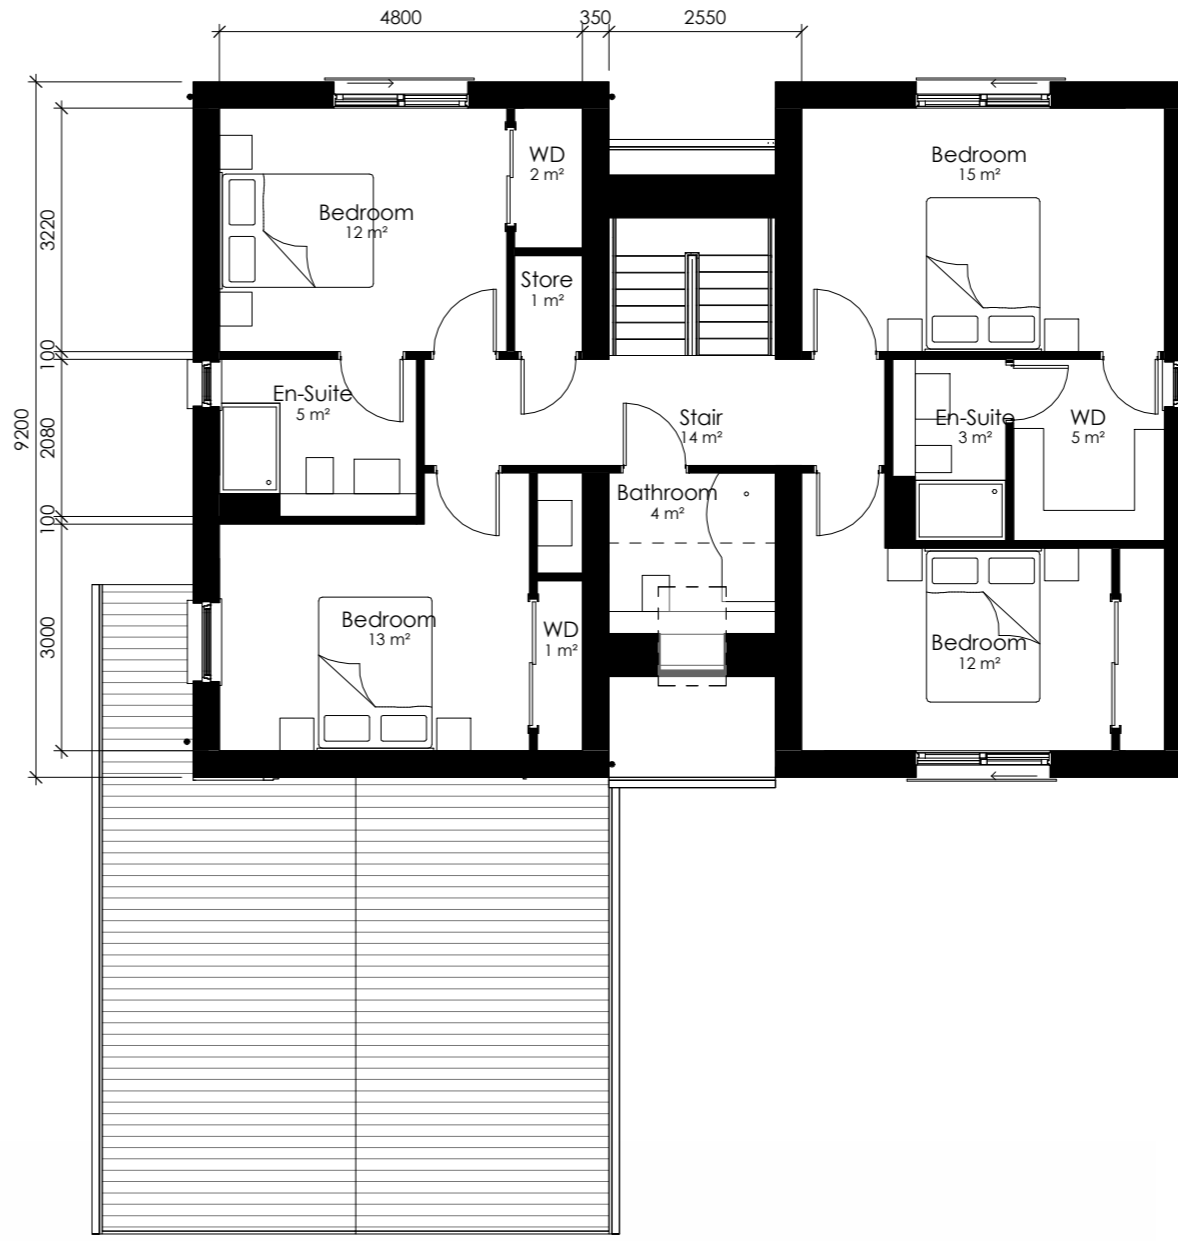 4800
350
2550
WD
2 m²
Bedroom
15 m²
Bedroom
12 m²
3220
Store
1 m²
100
En-Suite
5 m²
Stair
14 m²
En-Suite
3 m²
WD
5 m²
9200
2080
Bathroom
4 m²
100
Bedroom
13 m²
WD
1 m²
Bedroom
12 m²
3000